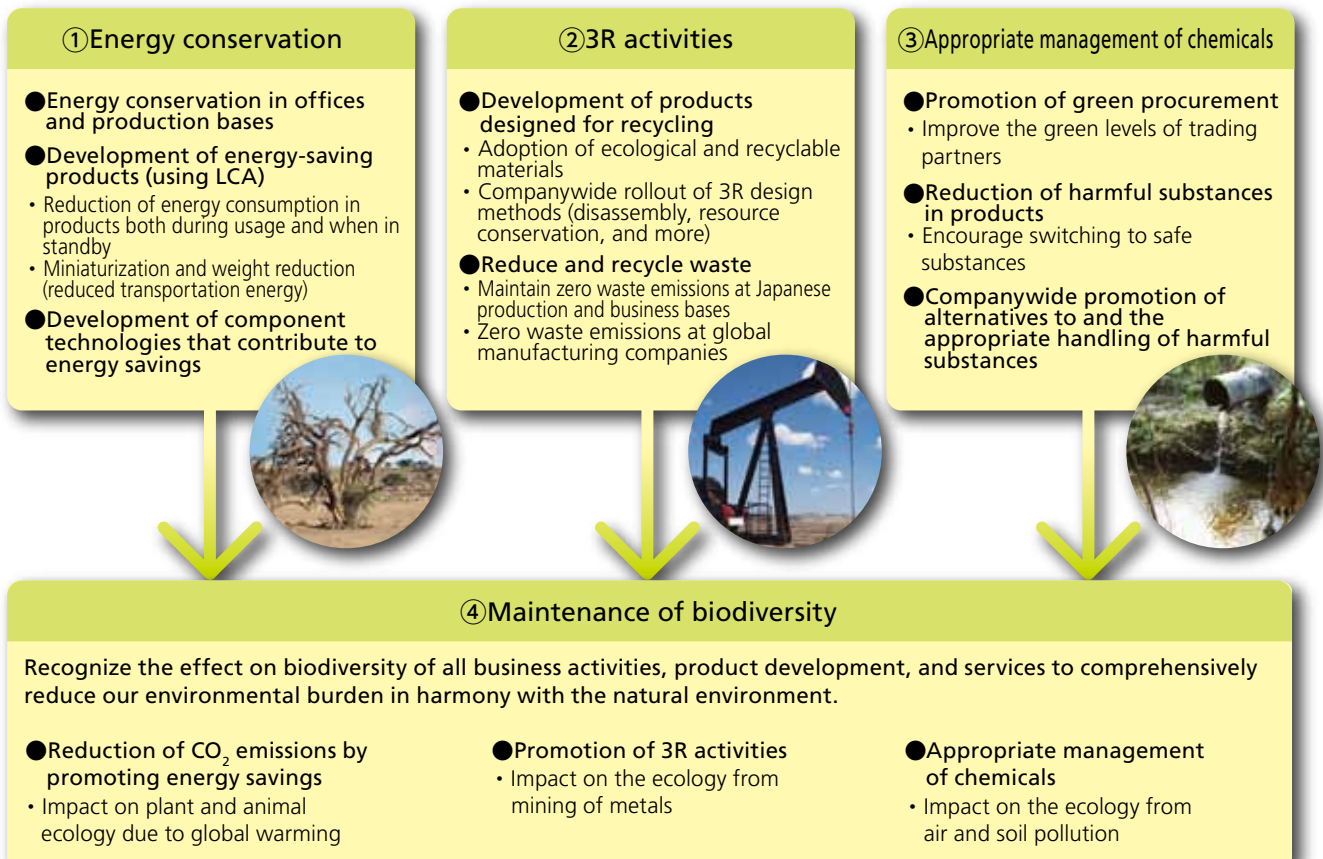 ①Energy conservation
●Energy conservation in offices
and production bases
●Development of energy-saving
products (using LCA)
・Reduction of energy consumption in
products both during usage and when in
standby
・Miniaturization and weight reduction
(reduced transportation energy)
●Development of component
technologies that contribute to
energy savings
②3R activities
●Development of products
designed for recycling
・Adoption of ecological and recyclable
materials
・Companywide rollout of 3R design
methods (disassembly, resource
conservation, and more)
●Reduce and recycle waste
・Maintain zero waste emissions at Japanese
production and business bases
・Zero waste emissions at global
manufacturing companies
③Appropriate management of chemicals
●Promotion of green procurement
・Improve the green levels of trading
partners
●Reduction of harmful substances
in products
・Encourage switching to safe
substances
●Companywide promotion of
alternatives to and the
appropriate handling of harmful
substances
④Maintenance of biodiversity
Recognize the effect on biodiversity of all business activities, product development, and services to comprehensively
reduce our environmental burden in harmony with the natural environment.
●Reduction of CO₂ emissions by
promoting energy savings
・Impact on plant and animal
ecology due to global warming
●Promotion of 3R activities
・Impact on the ecology from
mining of metals
●Appropriate management
of chemicals
・Impact on the ecology from
air and soil pollution